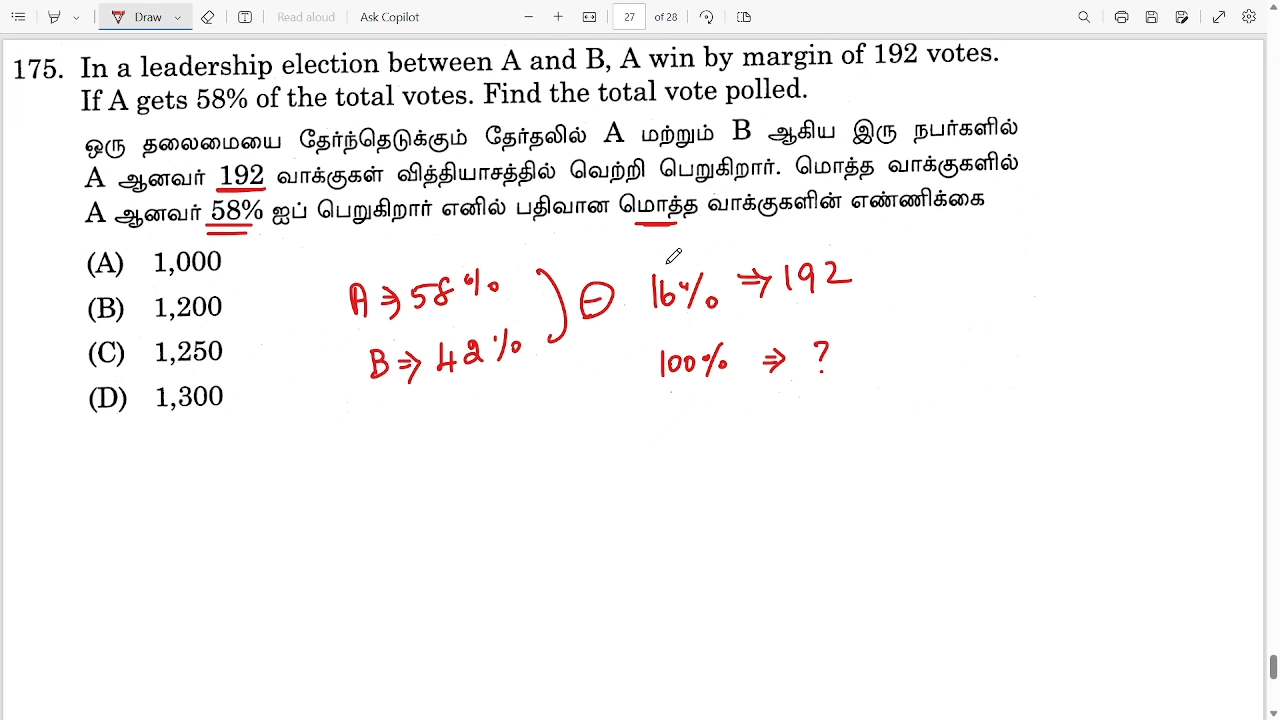 Draw
Read aloud
Ask Copilot
27
of 28
175. In a leadership election between A and B, A win by margin of 192 votes.
If A gets 58% of the total votes. Find the total vote polled.
ஒரு தலைமையை தேர்ந்தெடுக்கும் தேர்தலில் A மற்றும் B ஆகிய இரு நபர்களில்
A ஆனவர் 192 வாக்குகள் வித்தியாசத்தில் வெற்றி பெறுகிறார். மொத்த வாக்குகளில்
A ஆனவர் 58% ஐப் பெறுகிறார் எனில் பதிவான மொத்த வாக்குகளின் எண்ணிக்கை
(A) 1,000
(B) 1,200
(C) 1,250
(D) 1,300
A ⇒ 58%
B ⇒ 42%
16% ⇒ 192
100% ⇒ ?